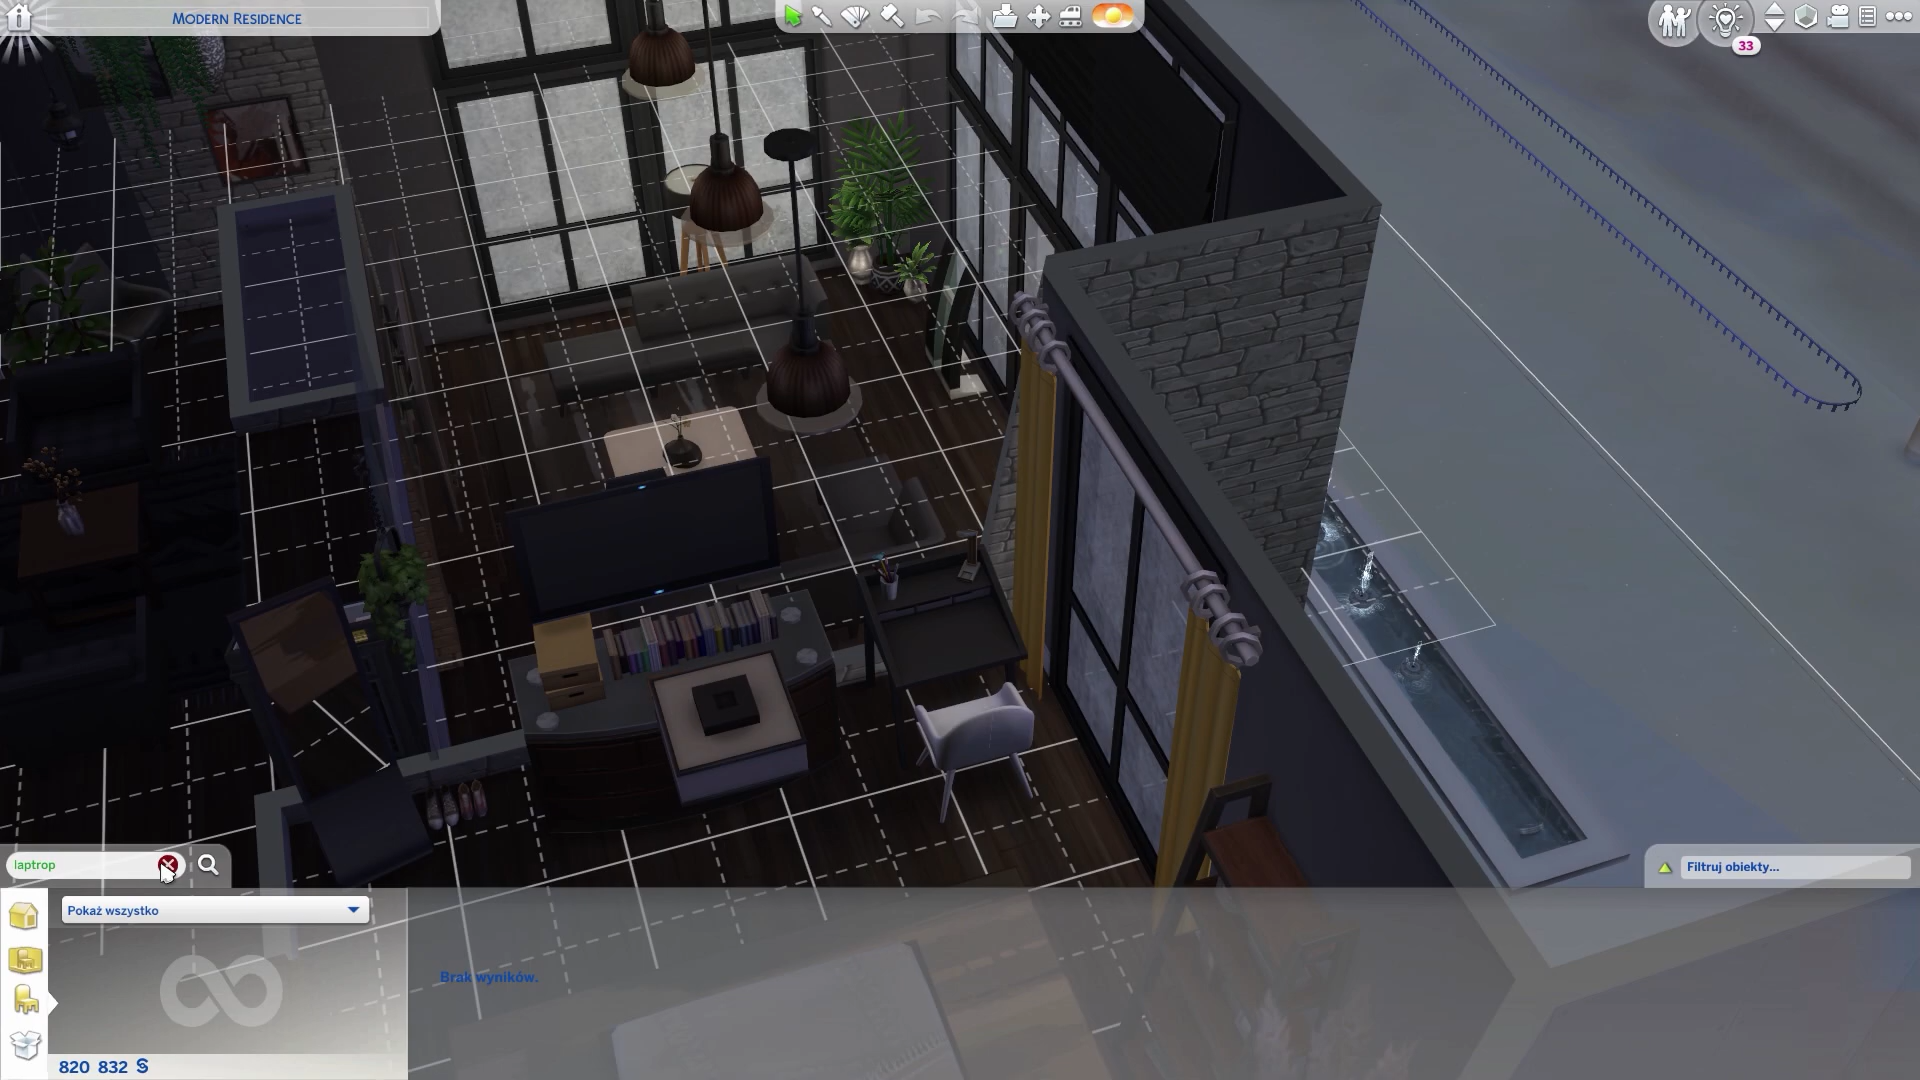 MODERN RESIDENCE
33
laptrop
Filtruj obiekty...
Pokaż wszystko
Brak wyników.
820 832 §